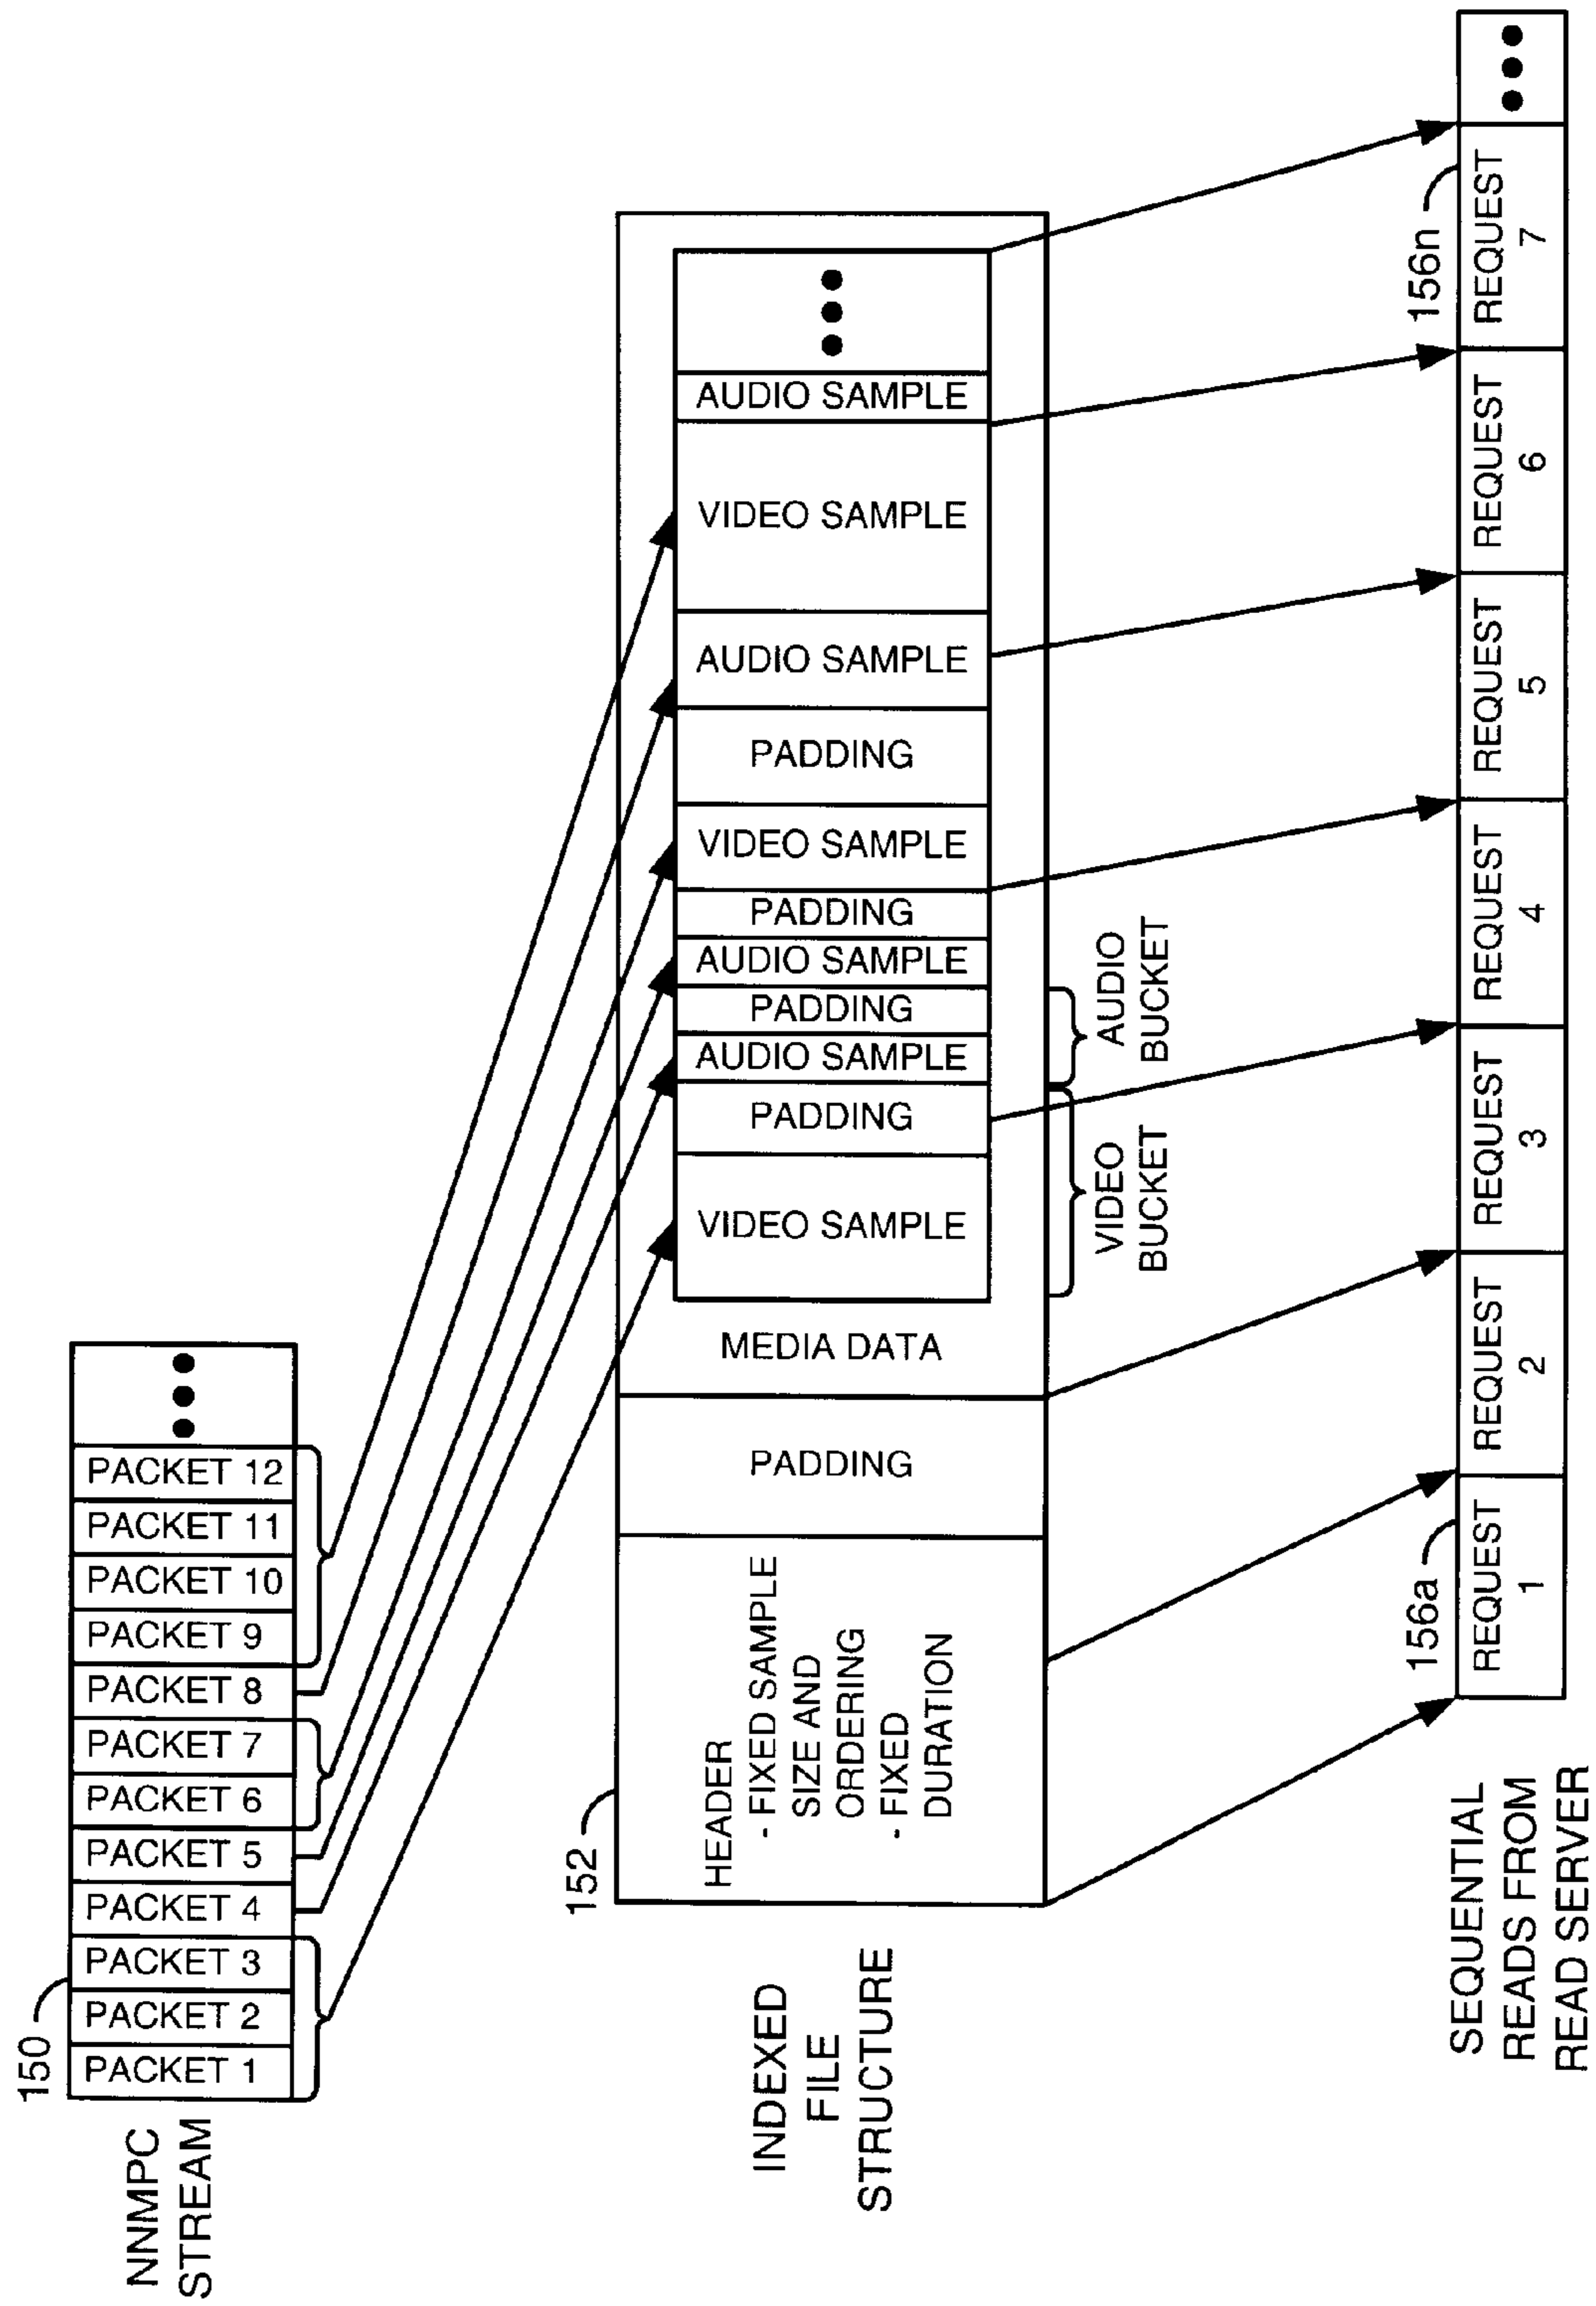 150
NNMPC
STREAM
PACKET 1
PACKET 2
PACKET 3
PACKET 4
PACKET 5
PACKET 6
PACKET 7
PACKET 8
PACKET 9
PACKET 10
PACKET 11
PACKET 12
152
INDEXED
FILE
STRUCTURE
HEADER
- FIXED SAMPLE
SIZE AND
ORDERING
- FIXED
DURATION
PADDING
MEDIA DATA
VIDEO SAMPLE
PADDING
AUDIO SAMPLE
PADDING
AUDIO SAMPLE
PADDING
VIDEO SAMPLE
PADDING
AUDIO SAMPLE
VIDEO SAMPLE
AUDIO SAMPLE
VIDEO
BUCKET
AUDIO
BUCKET
156a
156n
SEQUENTIAL
READS FROM
READ SERVER
REQUEST
1
REQUEST
2
REQUEST
3
REQUEST
4
REQUEST
5
REQUEST
6
REQUEST
7